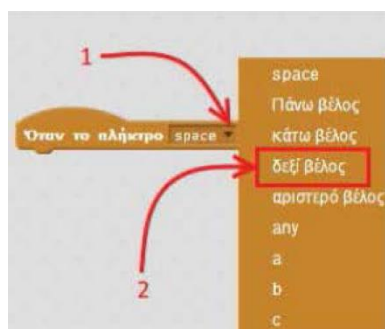 1
Όταν το πλήκτρο space
space
Πάνω βέλος
κάτω βέλος
δεξί βέλος
αριστερό βέλος
any
a
b
c
2